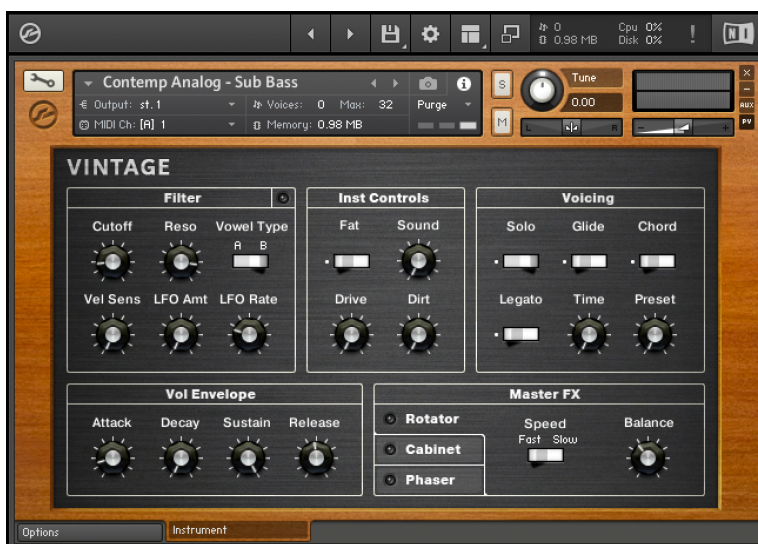 0
0.98 MB
Cpu 0%
Disk 0%
!
NI
Contemp Analog - Sub Bass
i
Output: st.1
Voices: 0 Max: 32 Purge
MIDI Ch: [A] 1
Memory: 0.98 MB
S
M
Tune
0.00
L R
- +
×
-
AUX
PV
VINTAGE
Filter
Cutoff Reso Vowel Type
A B
Vel Sens LFO Amt LFO Rate
Inst Controls
Fat Sound
Drive Dirt
Voicing
Solo Glide Chord
Legato Time Preset
Vol Envelope
Attack Decay Sustain Release
Master FX
Rotator
Cabinet
Phaser
Speed
Fast Slow
Balance
Options
Instrument